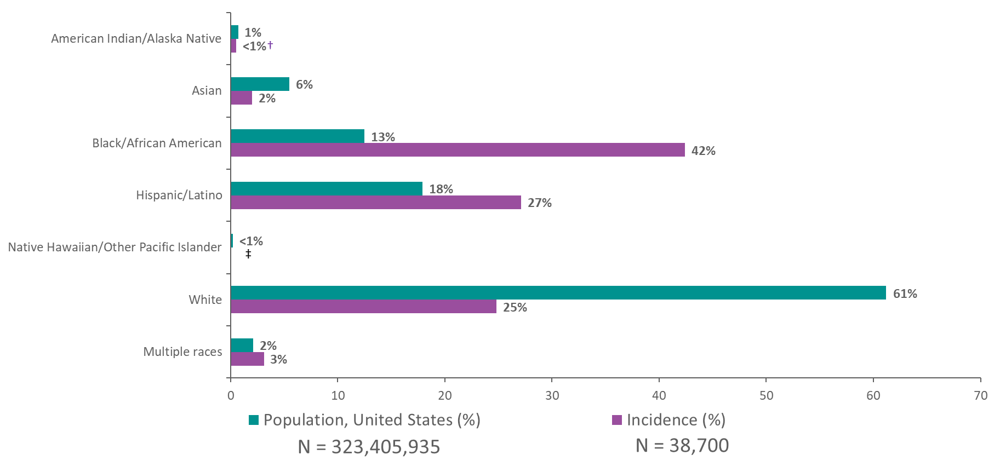 American Indian/Alaska Native
1%
<1%†
Asian
6%
2%
Black/African American
13%
42%
Hispanic/Latino
18%
27%
Native Hawaiian/Other Pacific Islander
<1%
‡
White
61%
25%
Multiple races
2%
3%
0 10 20 30 40 50 60 70
Population, United States (%) Incidence (%)
N = 323,405,935 N = 38,700